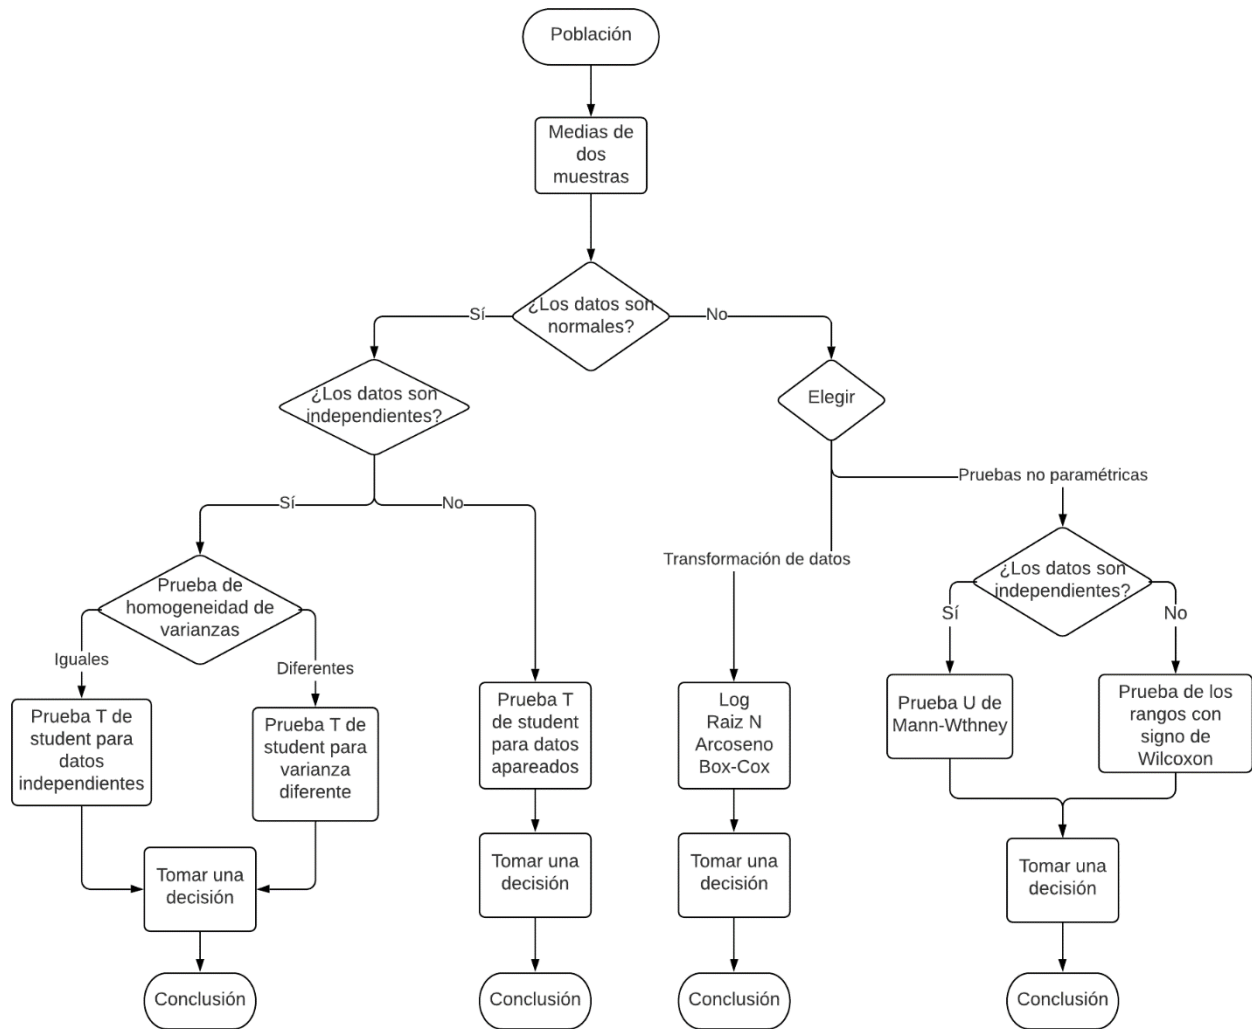 Población
Medias de
dos
muestras
¿Los datos son
normales?
Sí
No
¿Los datos son
independientes?
Elegir
Pruebas no paramétricas
Sí
No
Transformación de datos
¿Los datos son
independientes?
Prueba de
homogeneidad de
varianzas
Sí
No
Iguales
Diferentes
Prueba T de
student para
datos
independientes
Prueba T de
student para
varianza
diferente
Prueba T
de student
para datos
apareados
Log
Raiz N
Arcoseno
Box-Cox
Prueba U de
Mann-Wthney
Prueba de los
rangos con
signo de
Wilcoxon
Tomar una
decisión
Tomar una
decisión
Tomar una
decisión
Tomar una
decisión
Conclusión
Conclusión
Conclusión
Conclusión